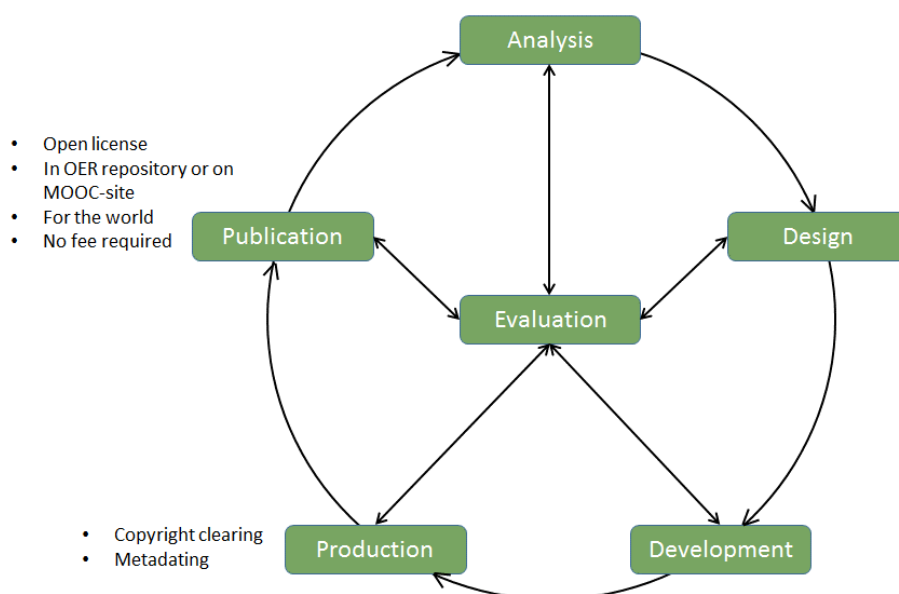 Analysis
• Open license
• In OER repository or on
MOOC-site
• For the world
• No fee required
Publication
Design
Evaluation
• Copyright clearing
• Metadating
Production
Development